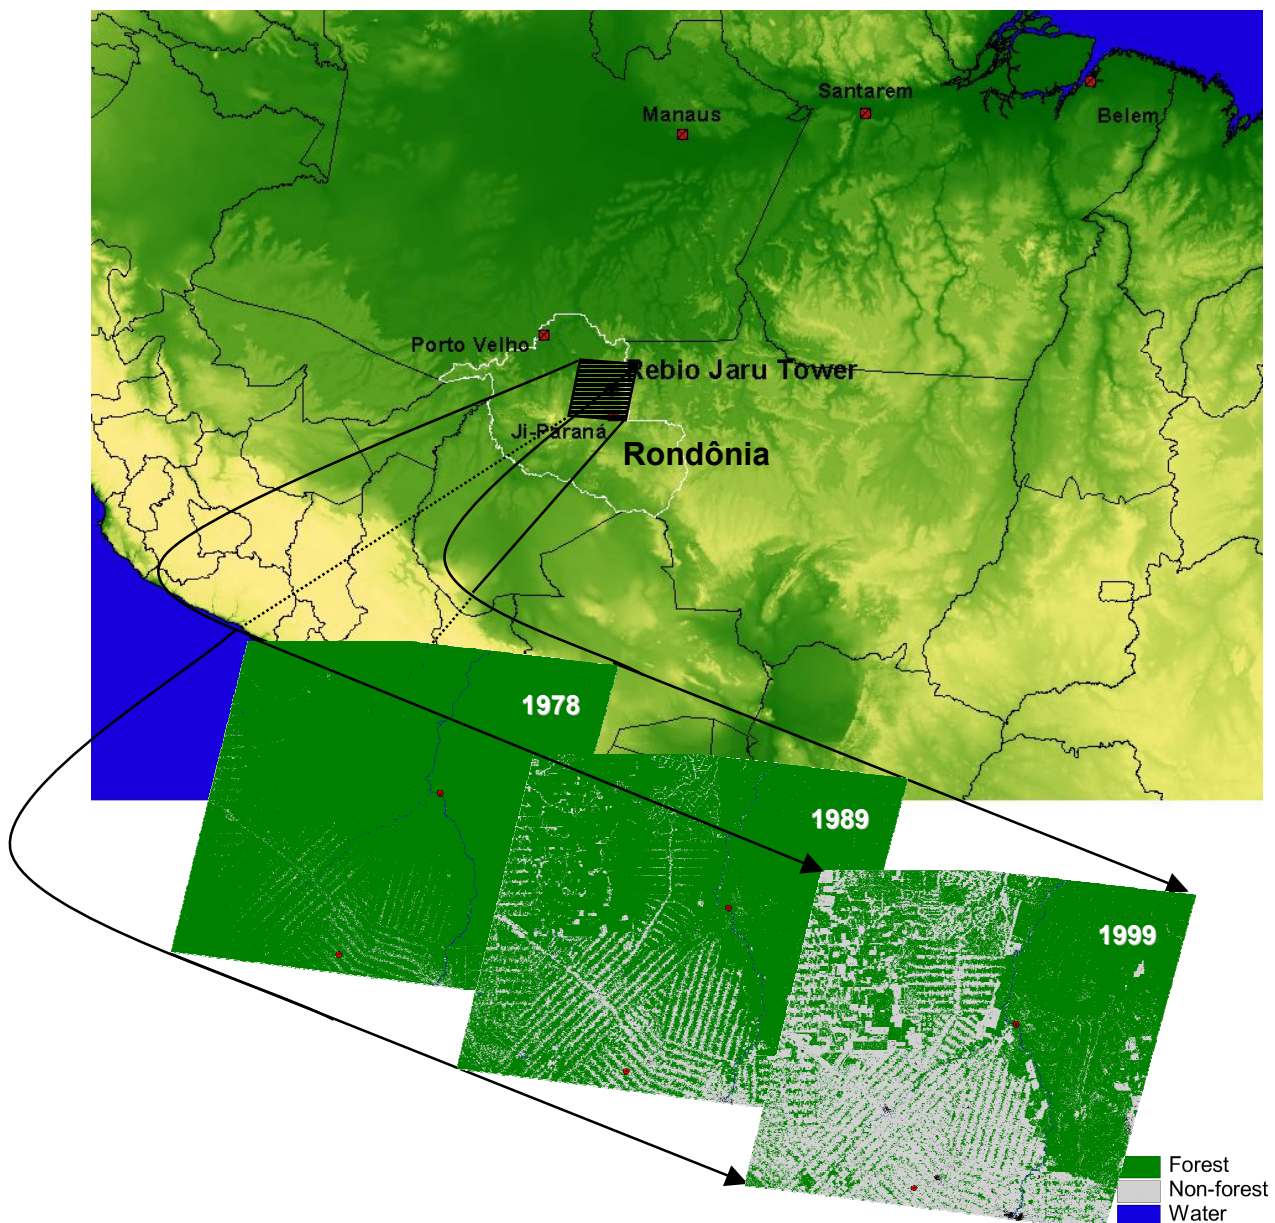 Santarem
Manaus
Belem
Porto Velho
Rebio Jaru Tower
Ji-Paraná
Rondônia
1978
1989
1999
Forest
Non-forest
Water